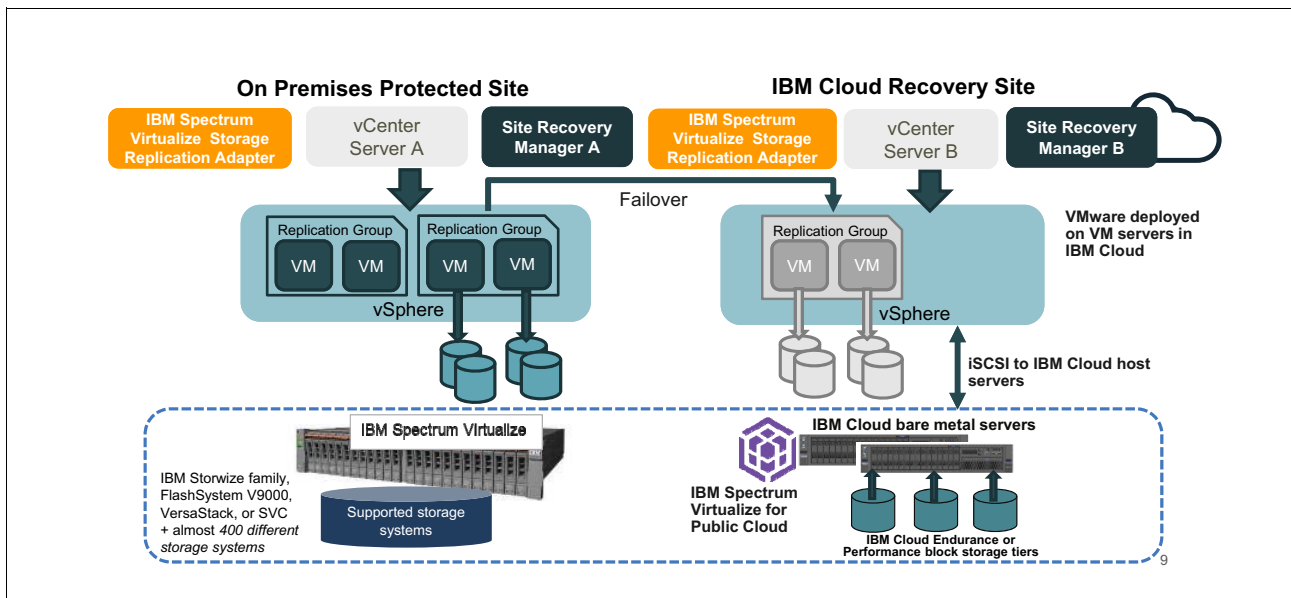 On Premises Protected Site
IBM Cloud Recovery Site
IBM Spectrum
Virtualize Storage
Replication Adapter
vCenter
Server A
Site Recovery
Manager A
IBM Spectrum
Virtualize Storage
Replication Adapter
vCenter
Server B
Site Recovery
Manager B
Failover
Replication Group
VM
VM
Replication Group
VM
VM
vSphere
Replication Group
VM
VM
vSphere
VMware deployed
on VM servers in
IBM Cloud
iSCSI to IBM Cloud host
servers
IBM Spectrum Virtualize
IBM Storwize family,
FlashSystem V9000,
VersaStack, or SVC
+ almost 400 different
storage systems
Supported storage
systems
IBM Cloud bare metal servers
IBM Spectrum
Virtualize for
Public Cloud
IBM Cloud Endurance or
Performance block storage tiers
9